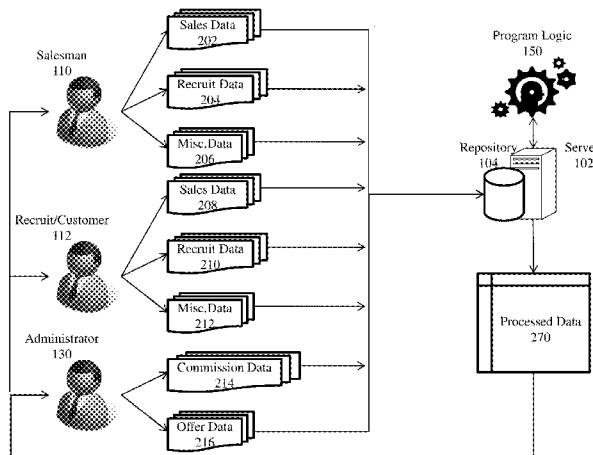 Salesman
110
Sales Data
202
Recruit Data
204
Misc.Data
206
Recruit/Customer
112
Sales Data
208
Recruit Data
210
Misc.Data
212
Administrator
130
Commission Data
214
Offer Data
216
Program Logic
150
Repository
104
Serve
102
Processed Data
270